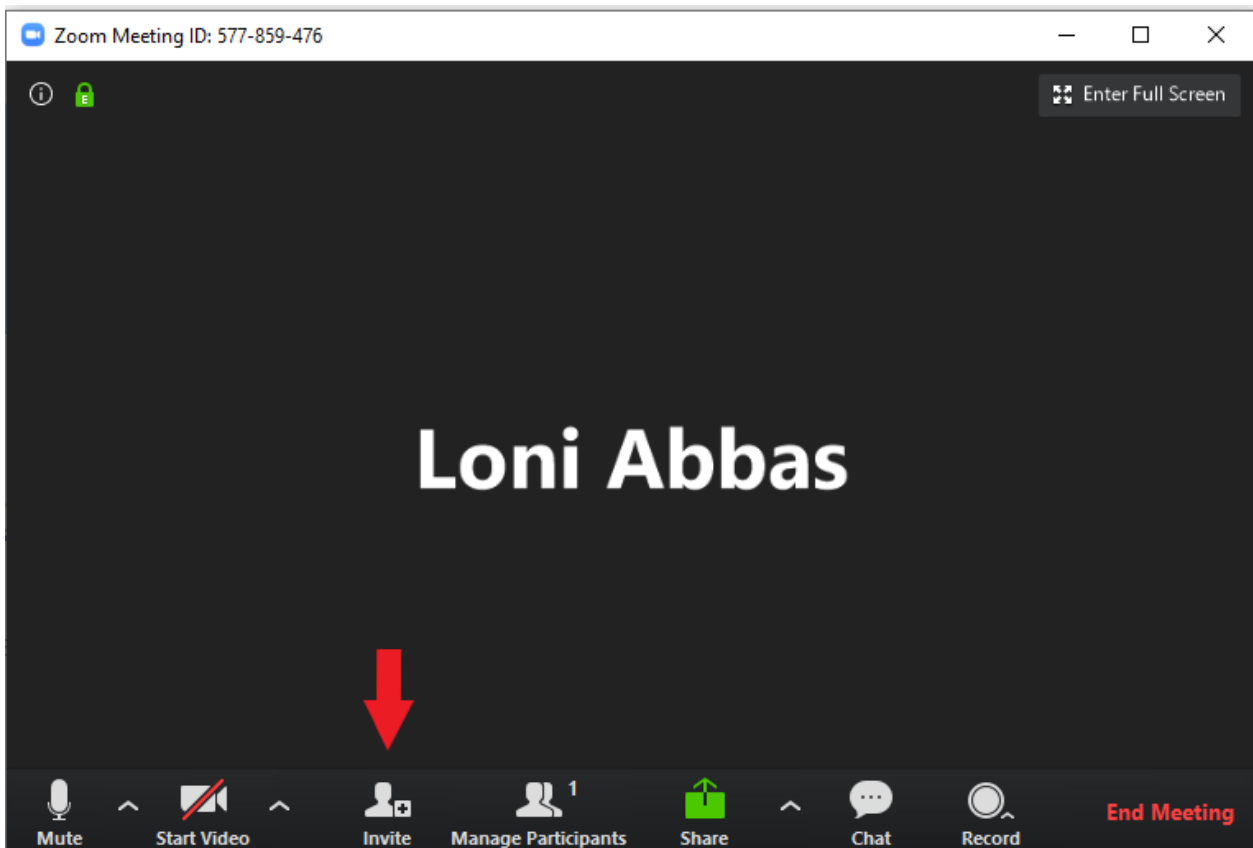 Zoom Meeting ID: 577-859-476
E
Enter Full Screen
Loni Abbas
1
Mute Start Video Invite Manage Participants Share Chat Record End Meeting